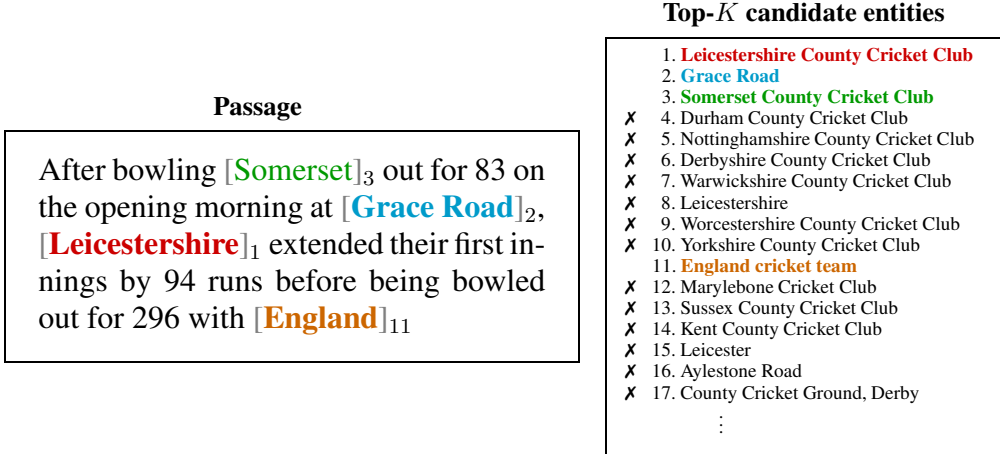 Passage
After bowling [Somerset]3 out for 83 on
the opening morning at [Grace Road]2,
[Leicestershire]1 extended their first in-
nings by 94 runs before being bowled
out for 296 with [England]11
Top-K candidate entities
1. Leicestershire County Cricket Club
2. Grace Road
3. Somerset County Cricket Club
✗ 4. Durham County Cricket Club
✗ 5. Nottinghamshire County Cricket Club
✗ 6. Derbyshire County Cricket Club
✗ 7. Warwickshire County Cricket Club
✗ 8. Leicestershire
✗ 9. Worcestershire County Cricket Club
✗ 10. Yorkshire County Cricket Club
11. England cricket team
✗ 12. Marylebone Cricket Club
✗ 13. Sussex County Cricket Club
✗ 14. Kent County Cricket Club
✗ 15. Leicester
✗ 16. Aylestone Road
✗ 17. County Cricket Ground, Derby
⋮